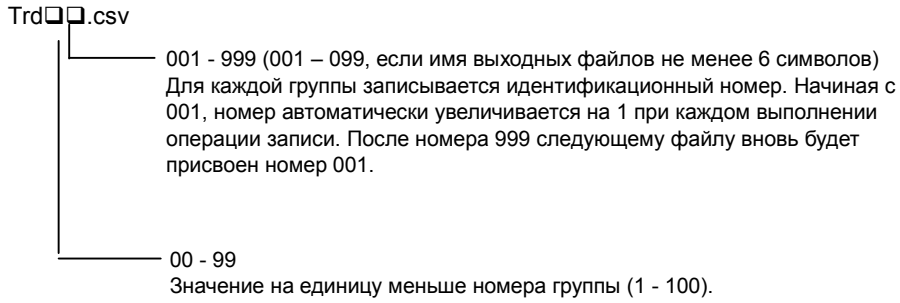 Trd❑❑.csv
001 - 999 (001 – 099, если имя выходных файлов не менее 6 символов)
Для каждой группы записывается идентификационный номер. Начиная с
001, номер автоматически увеличивается на 1 при каждом выполнении
операции записи. После номера 999 следующему файлу вновь будет
присвоен номер 001.
00 - 99
Значение на единицу меньше номера группы (1 - 100).